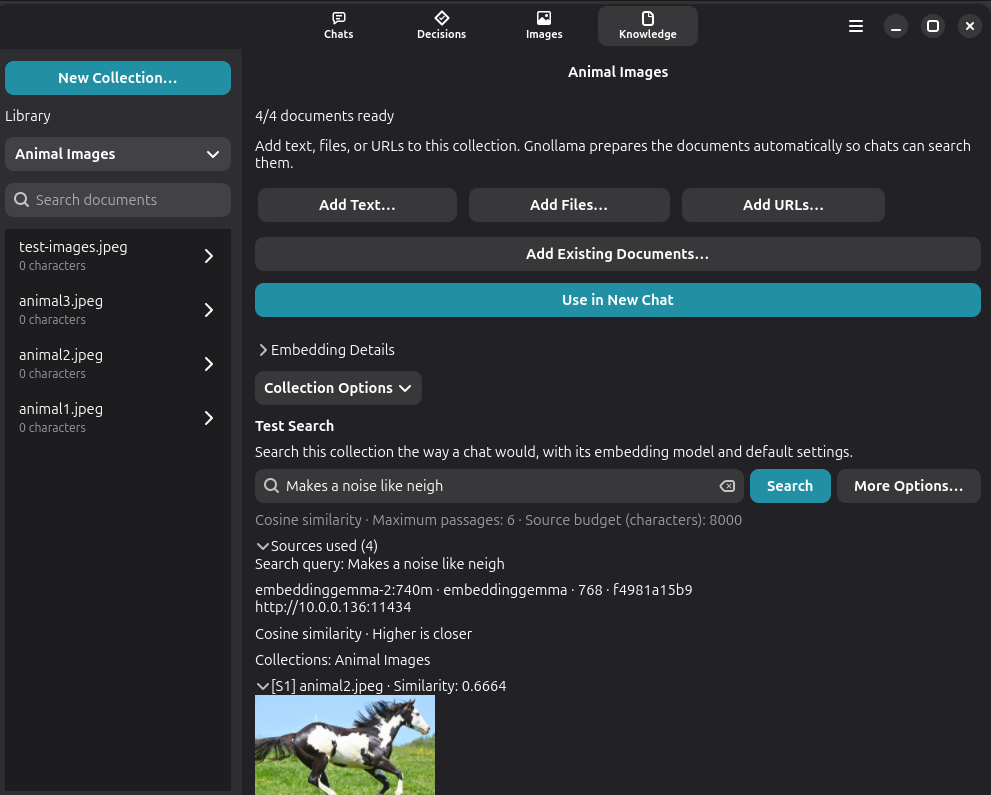 Chats
Decisions
Images
Knowledge
New Collection…
Library
Animal Images
Search documents
test-images.jpeg
0 characters
animal3.jpeg
0 characters
animal2.jpeg
0 characters
animal1.jpeg
0 characters
Animal Images
4/4 documents ready
Add text, files, or URLs to this collection. Gnollama prepares the documents automatically so chats can search
them.
Add Text…
Add Files…
Add URLs…
Add Existing Documents…
Use in New Chat
Embedding Details
Collection Options
Test Search
Search this collection the way a chat would, with its embedding model and default settings.
Makes a noise like neigh
Search
More Options…
Cosine similarity · Maximum passages: 6 · Source budget (characters): 8000
Sources used (4)
Search query: Makes a noise like neigh
embeddinggemma-2:740m · embeddinggemma · 768 · f4981a15b9
http://10.0.0.136:11434
Cosine similarity · Higher is closer
Collections: Animal Images
[S1] animal2.jpeg · Similarity: 0.6664